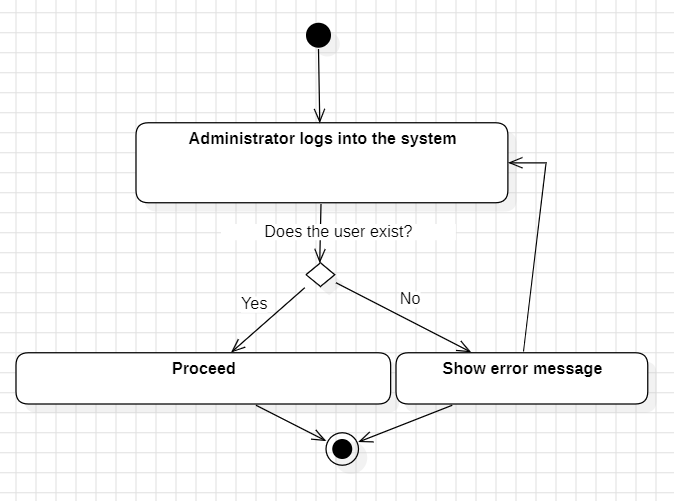 Administrator logs into the system
Does the user exist?
Yes
No
Proceed
Show error message